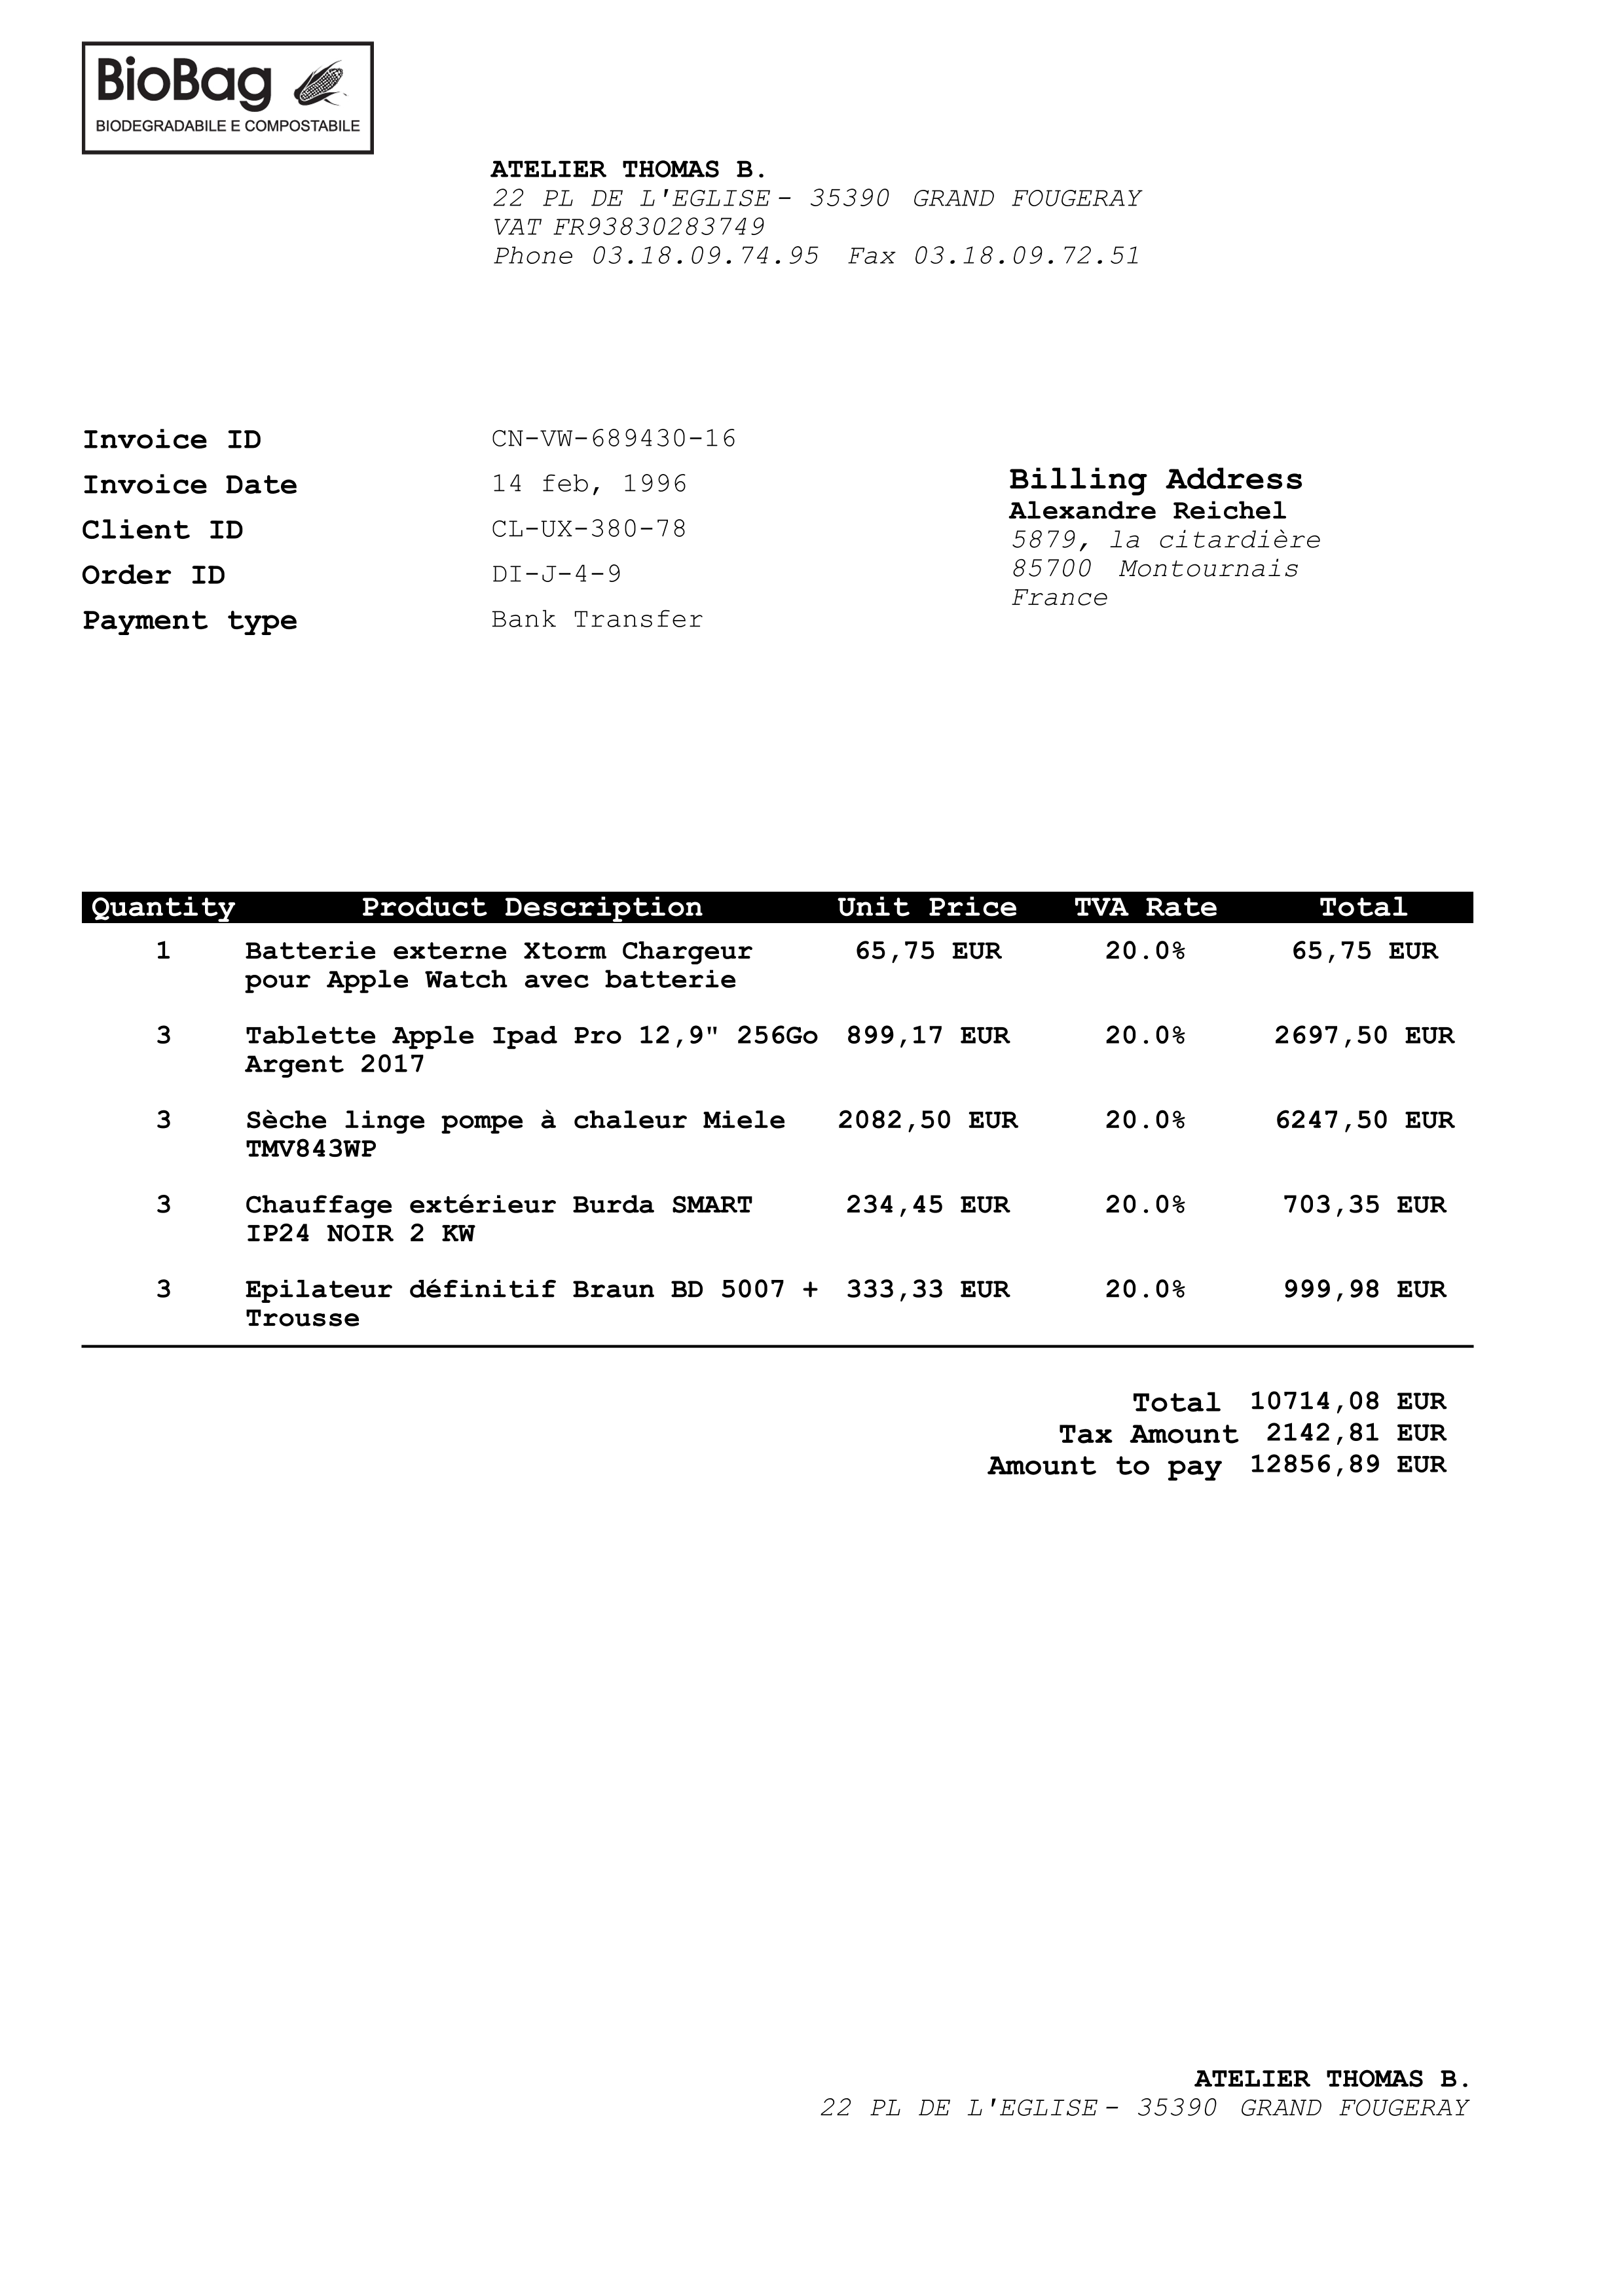 BioBag
BIODEGRADABILE E COMPOSTABILE
ATELIER THOMAS B.
22 PL DE L'EGLISE - 35390 GRAND FOUGERAY
VAT FR93830283749
Phone 03.18.09.74.95 Fax 03.18.09.72.51
Invoice ID CN-VW-689430-16
Invoice Date 14 feb, 1996
Client ID CL-UX-380-78
Order ID DI-J-4-9
Payment type Bank Transfer
Billing Address
Alexandre Reichel
5879, la citardière
85700 Montournais
France
Quantity Product Description Unit Price TVA Rate Total
1 Batterie externe Xtorm Chargeur 65,75 EUR 20.0% 65,75 EUR
pour Apple Watch avec batterie
3 Tablette Apple Ipad Pro 12,9" 256Go 899,17 EUR 20.0% 2697,50 EUR
Argent 2017
3 Sèche linge pompe à chaleur Miele 2082,50 EUR 20.0% 6247,50 EUR
TMV843WP
3 Chauffage extérieur Burda SMART 234,45 EUR 20.0% 703,35 EUR
IP24 NOIR 2 KW
3 Epilateur définitif Braun BD 5007 + 333,33 EUR 20.0% 999,98 EUR
Trousse
Total 10714,08 EUR
Tax Amount 2142,81 EUR
Amount to pay 12856,89 EUR
ATELIER THOMAS B.
22 PL DE L'EGLISE - 35390 GRAND FOUGERAY